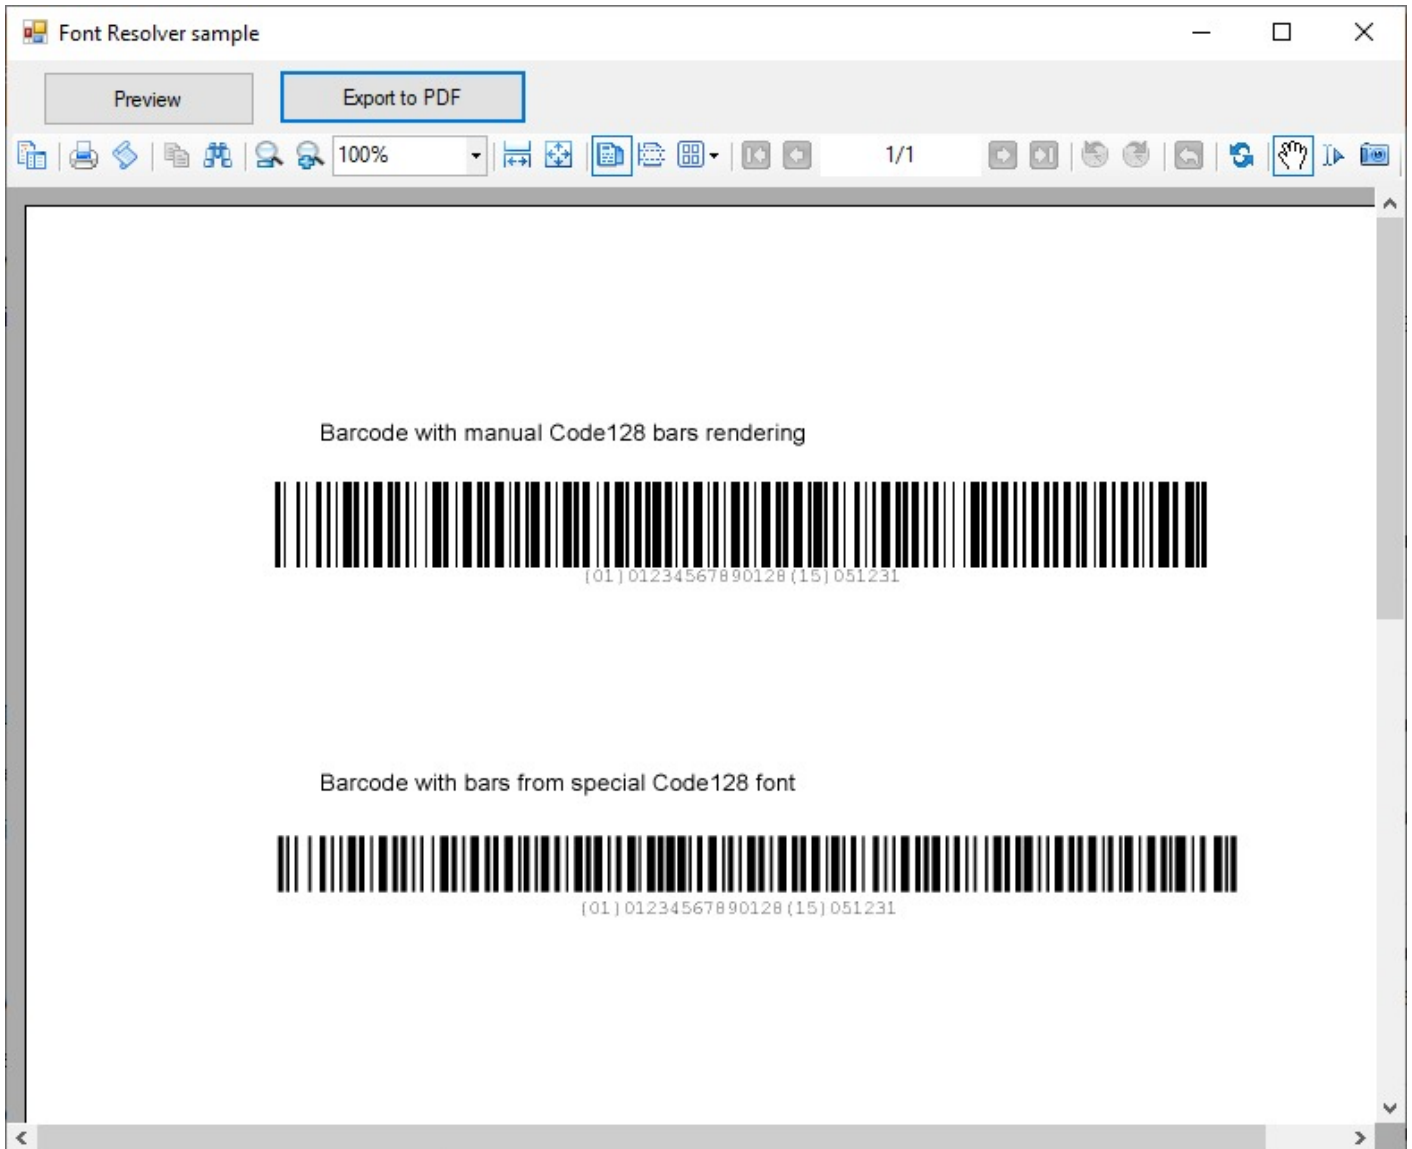 Font Resolver sample
Preview
Export to PDF
100%
1/1
Barcode with manual Code128 bars rendering
(01)01234567890128(15)051231
Barcode with bars from special Code128 font
(01)01234567890128(15)051231